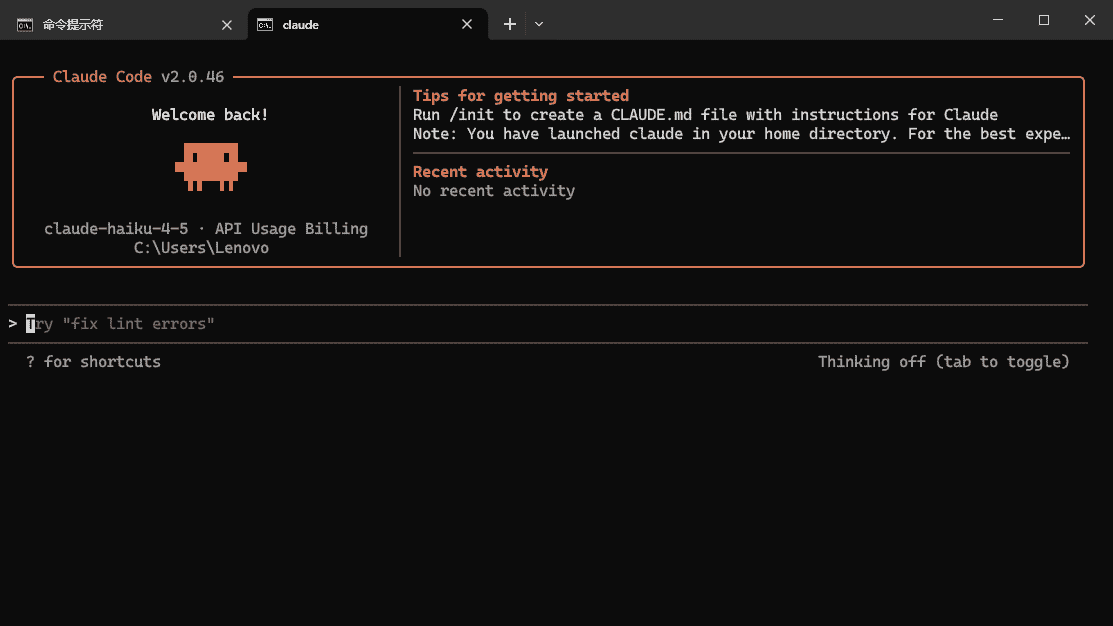 命令提示符
claude
Claude Code v2.0.46
Welcome back!
claude-haiku-4-5 · API Usage Billing
C:\Users\Lenovo
Tips for getting started
Run /init to create a CLAUDE.md file with instructions for Claude
Note: You have launched claude in your home directory. For the best expe…
Recent activity
No recent activity
> Try "fix lint errors"
? for shortcuts
Thinking off (tab to toggle)